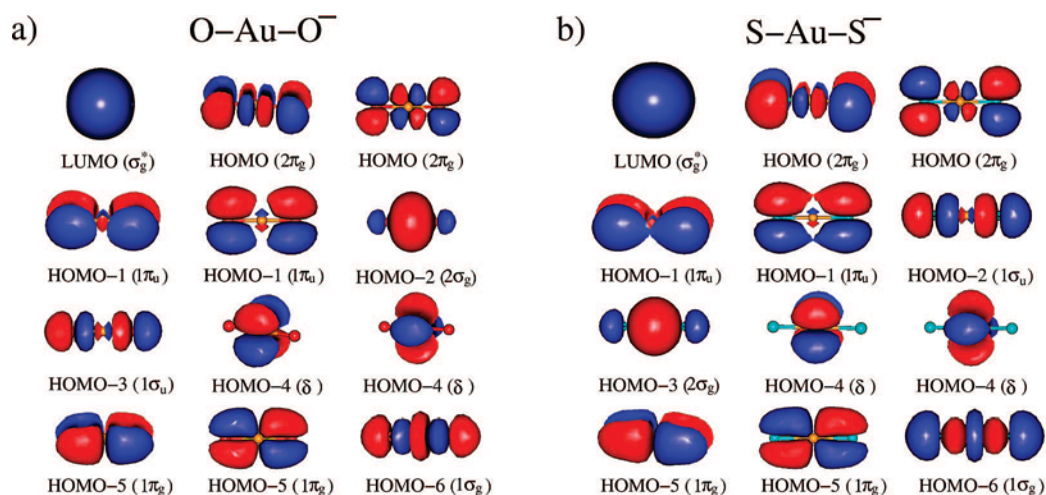 a)
O–Au–O⁻
LUMO (σ*g)
HOMO (2πg)
HOMO (2πg)
HOMO–1 (1πu)
HOMO–1 (1πu)
HOMO–2 (2σg)
HOMO–3 (1σu)
HOMO–4 (δ)
HOMO–4 (δ)
HOMO–5 (1πg)
HOMO–5 (1πg)
HOMO–6 (1σg)
b)
S–Au–S⁻
LUMO (σ*g)
HOMO (2πg)
HOMO (2πg)
HOMO–1 (1πu)
HOMO–1 (1πu)
HOMO–2 (1σu)
HOMO–3 (2σg)
HOMO–4 (δ)
HOMO–4 (δ)
HOMO–5 (1πg)
HOMO–5 (1πg)
HOMO–6 (1σg)